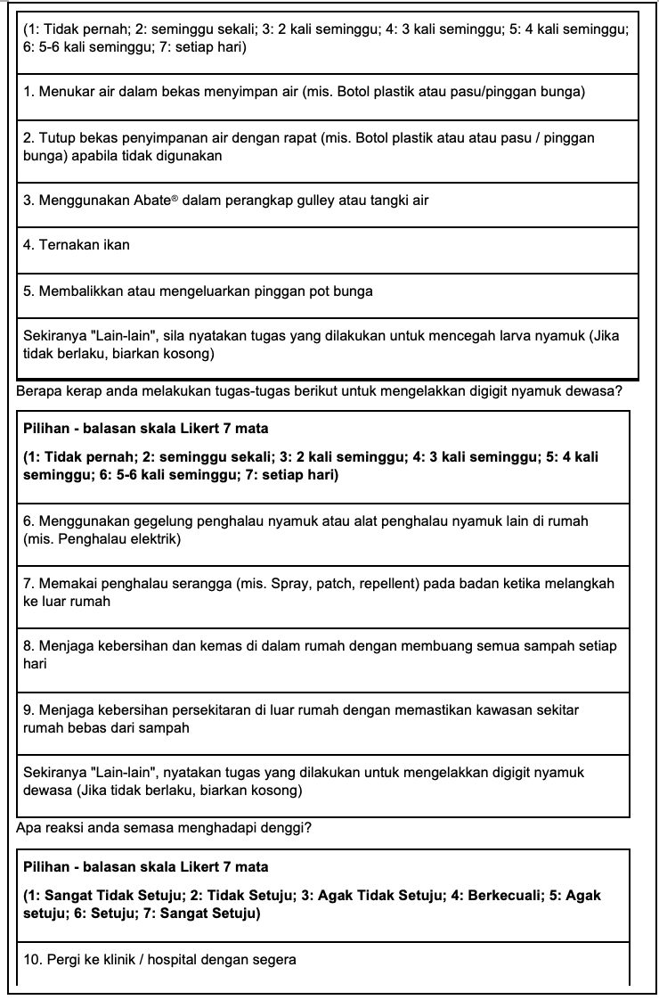 (1: Tidak pernah; 2: seminggu sekali; 3: 2 kali seminggu; 4: 3 kali seminggu; 5: 4 kali seminggu;
6: 5-6 kali seminggu; 7: setiap hari)
1. Menukar air dalam bekas menyimpan air (mis. Botol plastik atau pasu/pinggan bunga)
2. Tutup bekas penyimpanan air dengan rapat (mis. Botol plastik atau atau pasu / pinggan
bunga) apabila tidak digunakan
3. Menggunakan Abate® dalam perangkap gulley atau tangki air
4. Ternakan ikan
5. Membalikkan atau mengeluarkan pinggan pot bunga
Sekiranya "Lain-lain", sila nyatakan tugas yang dilakukan untuk mencegah larva nyamuk (Jika
tidak berlaku, biarkan kosong)
Berapa kerap anda melakukan tugas-tugas berikut untuk mengelakkan digigit nyamuk dewasa?
Pilihan - balasan skala Likert 7 mata
(1: Tidak pernah; 2: seminggu sekali; 3: 2 kali seminggu; 4: 3 kali seminggu; 5: 4 kali
seminggu; 6: 5-6 kali seminggu; 7: setiap hari)
6. Menggunakan gegelung penghalau nyamuk atau alat penghalau nyamuk lain di rumah
(mis. Penghalau elektrik)
7. Memakai penghalau serangga (mis. Spray, patch, repellent) pada badan ketika melangkah
ke luar rumah
8. Menjaga kebersihan dan kemas di dalam rumah dengan membuang semua sampah setiap
hari
9. Menjaga kebersihan persekitaran di luar rumah dengan memastikan kawasan sekitar
rumah bebas dari sampah
Sekiranya "Lain-lain", nyatakan tugas yang dilakukan untuk mengelakkan digigit nyamuk
dewasa (Jika tidak berlaku, biarkan kosong)
Apa reaksi anda semasa menghadapi denggi?
Pilihan - balasan skala Likert 7 mata
(1: Sangat Tidak Setuju; 2: Tidak Setuju; 3: Agak Tidak Setuju; 4: Berkecuali; 5: Agak
setuju; 6: Setuju; 7: Sangat Setuju)
10. Pergi ke klinik / hospital dengan segera